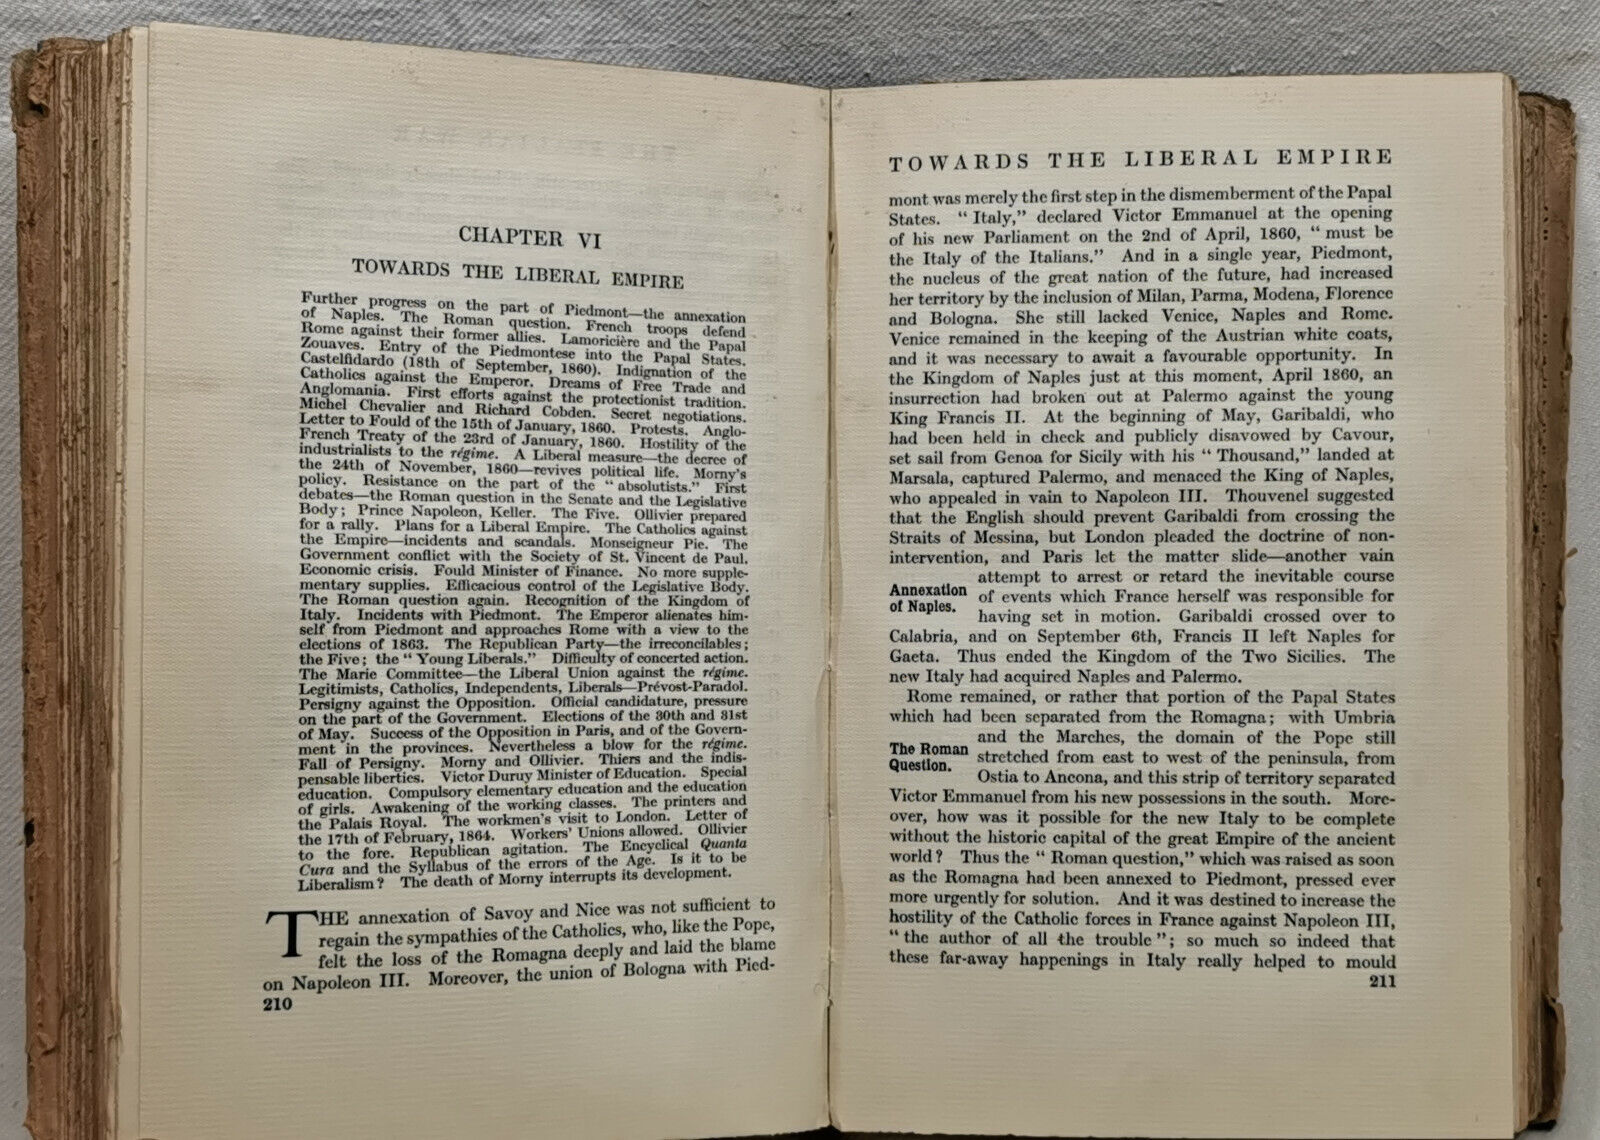 CHAPTER VI
TOWARDS THE LIBERAL EMPIRE
Further progress on the part of Piedmont—the annexation
of Naples. The Roman question. French troops defend
Rome against their former allies. Lamoricière and the Papal
Zouaves. Entry of the Piedmontese into the Papal States.
Castelfidardo (18th of September, 1860). Indignation of the
Catholics against the Emperor. Dreams of Free Trade and
Anglomania. First efforts against the protectionist tradition.
Michel Chevalier and Richard Cobden. Secret negotiations.
Letter to Fould of the 15th of January, 1860. Protests. Anglo-
French Treaty of the 23rd of January, 1860. Hostility of the
industrialists to the régime. A Liberal measure—the decree of
the 24th of November, 1860—revives political life. Morny's
policy. Resistance on the part of the "absolutists." First
debates—the Roman question in the Senate and the Legislative
Body; Prince Napoleon, Keller. The Five. Ollivier prepared
for a rally. Plans for a Liberal Empire. The Catholics against
the Empire—incidents and scandals. Monseigneur Pie. The
Government conflict with the Society of St. Vincent de Paul.
Economic crisis. Fould Minister of Finance. No more supple-
mentary supplies. Efficacious control of the Legislative Body.
The Roman question again. Recognition of the Kingdom of
Italy. Incidents with Piedmont. The Emperor alienates him-
self from Piedmont and approaches Rome with a view to the
elections of 1863. The Republican Party—the irreconcilables;
the Five; the "Young Liberals." Difficulty of concerted action.
The Marie Committee—the Liberal Union against the régime.
Legitimists, Catholics, Independents, Liberals—Prévost-Paradol.
Persigny against the Opposition. Official candidature, pressure
on the part of the Government. Elections of the 30th and 31st
of May. Success of the Opposition in Paris, and of the Govern-
ment in the provinces. Nevertheless a blow for the régime.
Fall of Persigny. Morny and Ollivier. Thiers and the indis-
pensable liberties. Victor Duruy Minister of Education. Special
education. Compulsory elementary education and the education
of girls. Awakening of the working classes. The printers and
the Palais Royal. The workmen's visit to London. Letter of
the 17th of February, 1864. Workers' Unions allowed. Ollivier
to the fore. Republican agitation. The Encyclical Quanta
Cura and the Syllabus of the errors of the Age. Is it to be
Liberalism? The death of Morny interrupts its development.
THE annexation of Savoy and Nice was not sufficient to
regain the sympathies of the Catholics, who, like the Pope,
felt the loss of the Romagna deeply and laid the blame
on Napoleon III. Moreover, the union of Bologna with Pied-
210
TOWARDS THE LIBERAL EMPIRE
mont was merely the first step in the dismemberment of the Papal
States. "Italy," declared Victor Emmanuel at the opening
of his new Parliament on the 2nd of April, 1860, "must be
the Italy of the Italians." And in a single year, Piedmont,
the nucleus of the great nation of the future, had increased
her territory by the inclusion of Milan, Parma, Modena, Florence
and Bologna. She still lacked Venice, Naples and Rome.
Venice remained in the keeping of the Austrian white coats,
and it was necessary to await a favourable opportunity. In
the Kingdom of Naples just at this moment, April 1860, an
insurrection had broken out at Palermo against the young
King Francis II. At the beginning of May, Garibaldi, who
had been held in check and publicly disavowed by Cavour,
set sail from Genoa for Sicily with his "Thousand," landed at
Marsala, captured Palermo, and menaced the King of Naples,
who appealed in vain to Napoleon III. Thouvenel suggested
that the English should prevent Garibaldi from crossing the
Straits of Messina, but London pleaded the doctrine of non-
intervention, and Paris let the matter slide—another vain
attempt to arrest or retard the inevitable course
Annexation
of Naples.
of events which France herself was responsible for
having set in motion. Garibaldi crossed over to
Calabria, and on September 6th, Francis II left Naples for
Gaeta. Thus ended the Kingdom of the Two Sicilies. The
new Italy had acquired Naples and Palermo.
Rome remained, or rather that portion of the Papal States
which had been separated from the Romagna; with Umbria
and the Marches, the domain of the Pope still
The Roman
Question.
stretched from east to west of the peninsula, from
Ostia to Ancona, and this strip of territory separated
Victor Emmanuel from his new possessions in the south. More-
over, how was it possible for the new Italy to be complete
without the historic capital of the great Empire of the ancient
world? Thus the "Roman question," which was raised as soon
as the Romagna had been annexed to Piedmont, pressed ever
more urgently for solution. And it was destined to increase the
hostility of the Catholic forces in France against Napoleon III,
"the author of all the trouble"; so much so indeed that
these far-away happenings in Italy really helped to mould
211